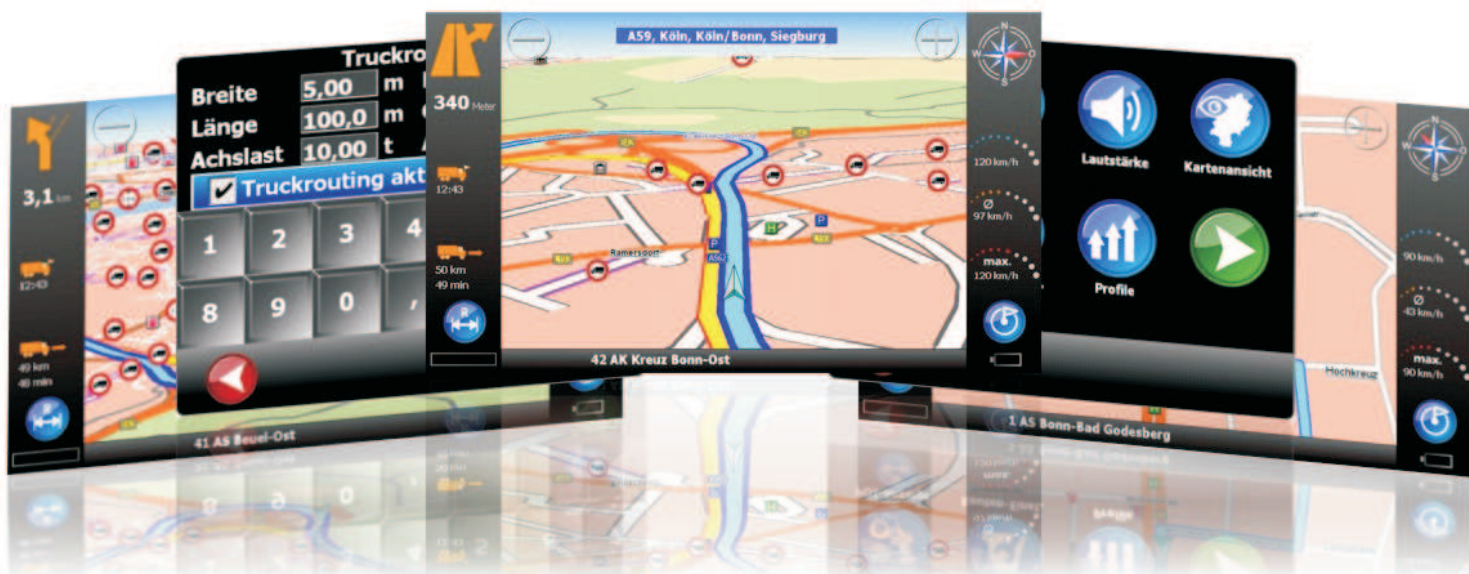 3,1 km
12:43
49 km
48 min
R
41 AS Beuel-Ost
Truckro
Breite 5,00 m
Länge 100,0 m
Achslast 10,00 t
Truckrouting akt
1 2 3 4
8 9 0 ,
340 Meter
12:43
50 km
49 min
R
A59, Köln, Köln/Bonn, Siegburg
Ramersdorf
P
A562
H
P
42 AK Kreuz Bonn-Ost
N
W O
S
120 km/h
Ø
97 km/h
max.
120 km/h
Lautstärke
Kartenansicht
Profile
Hochkreuz
H
1 AS Bonn-Bad Godesberg
N
W O
S
90 km/h
Ø
43 km/h
max.
90 km/h